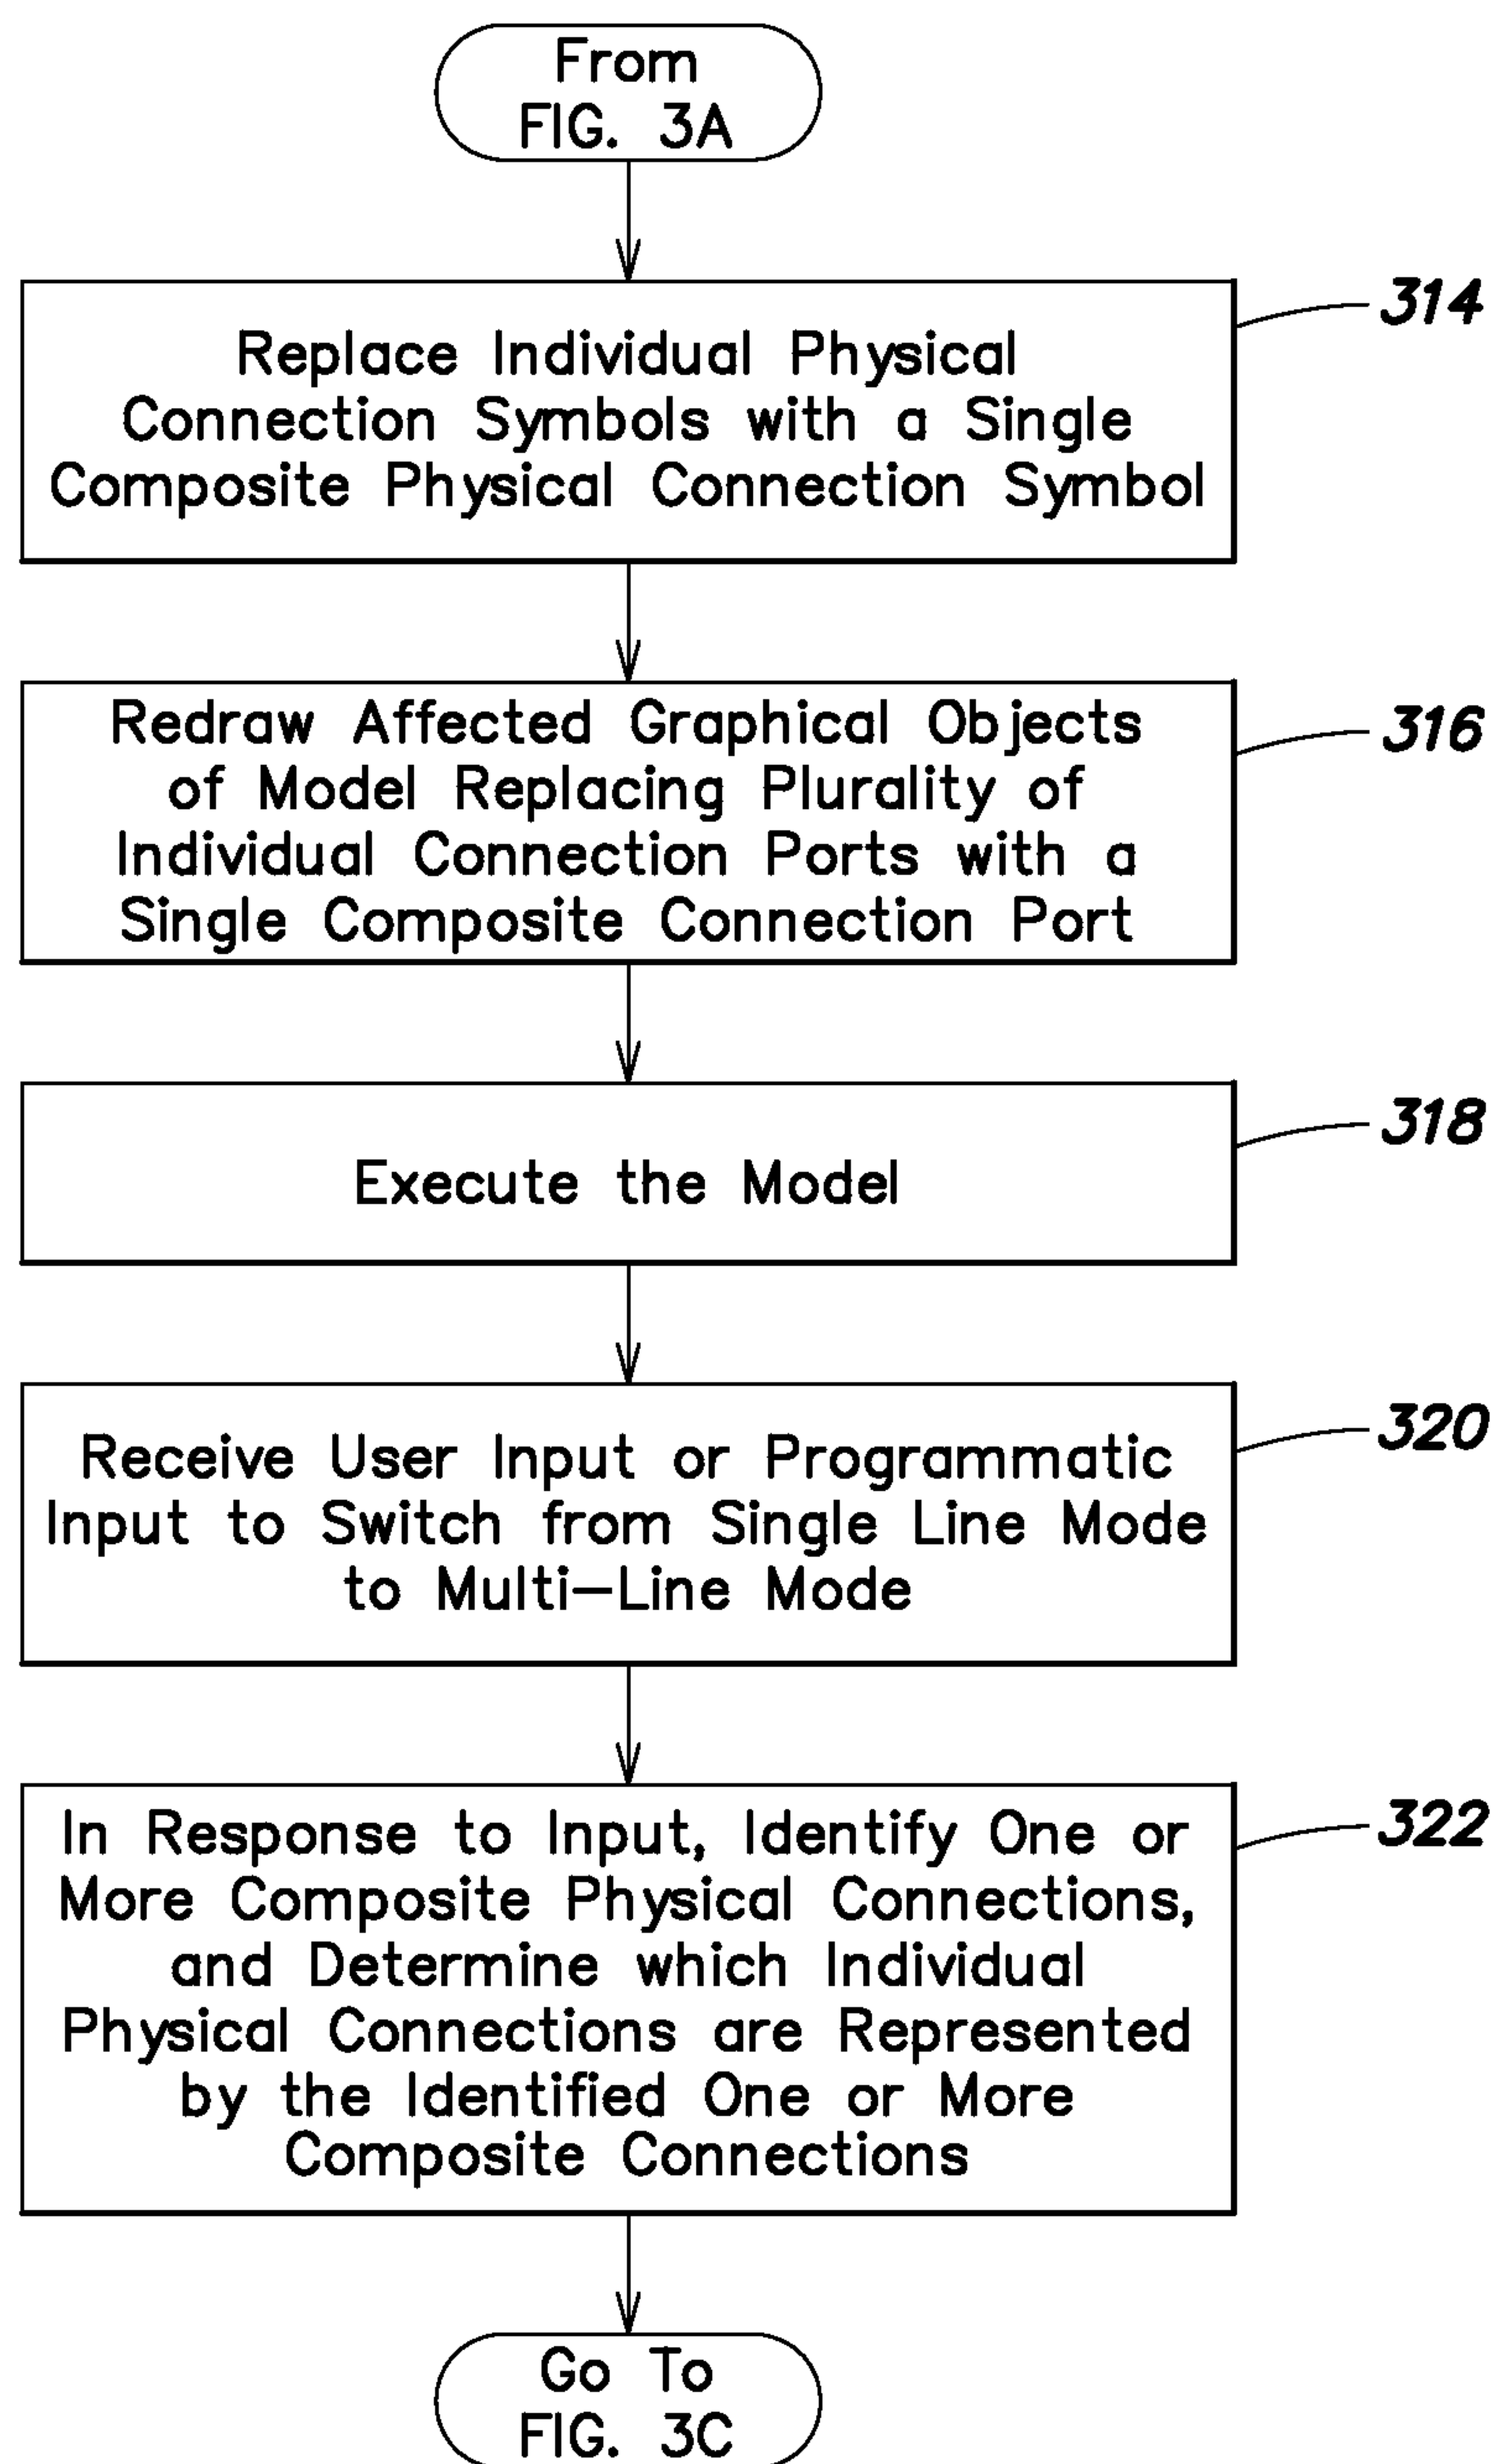 From
FIG. 3A
314
Replace Individual Physical
Connection Symbols with a Single
Composite Physical Connection Symbol
316
Redraw Affected Graphical Objects
of Model Replacing Plurality of
Individual Connection Ports with a
Single Composite Connection Port
318
Execute the Model
320
Receive User Input or Programmatic
Input to Switch from Single Line Mode
to Multi–Line Mode
322
In Response to Input, Identify One or
More Composite Physical Connections,
and Determine which Individual
Physical Connections are Represented
by the Identified One or More
Composite Connections
Go To
FIG. 3C